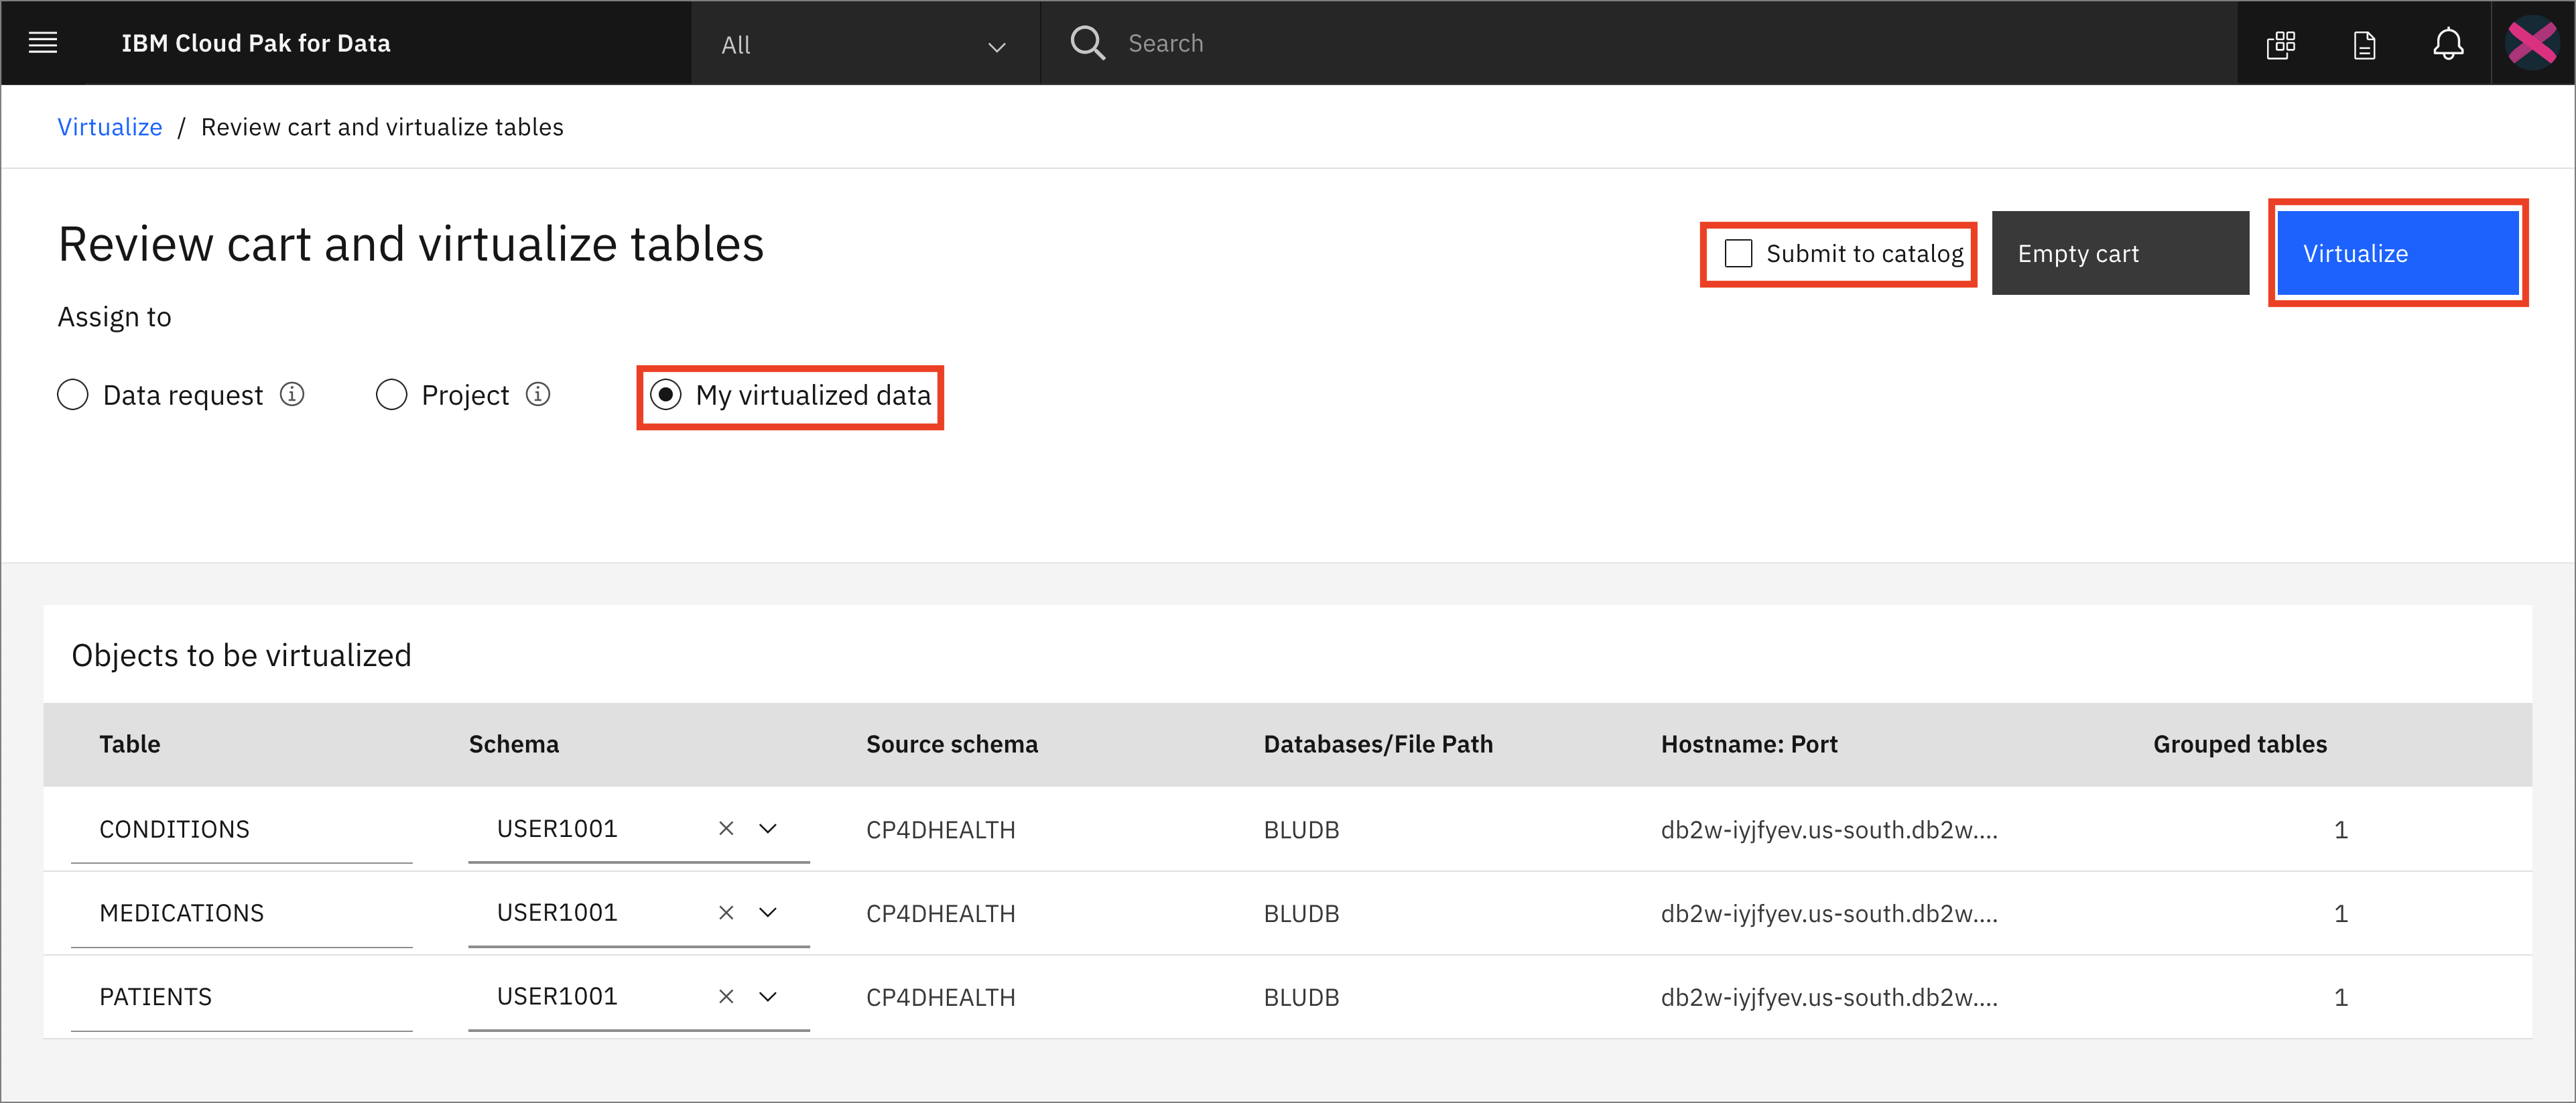 IBM Cloud Pak for Data All Search
Virtualize / Review cart and virtualize tables
Review cart and virtualize tables
Submit to catalog Empty cart Virtualize
Assign to
Data request Project My virtualized data
Objects to be virtualized
Table Schema Source schema Databases/File Path Hostname: Port Grouped tables
CONDITIONS USER1001 CP4DHEALTH BLUDB db2w-iyjfyev.us-south.db2w.... 1
MEDICATIONS USER1001 CP4DHEALTH BLUDB db2w-iyjfyev.us-south.db2w.... 1
PATIENTS USER1001 CP4DHEALTH BLUDB db2w-iyjfyev.us-south.db2w.... 1